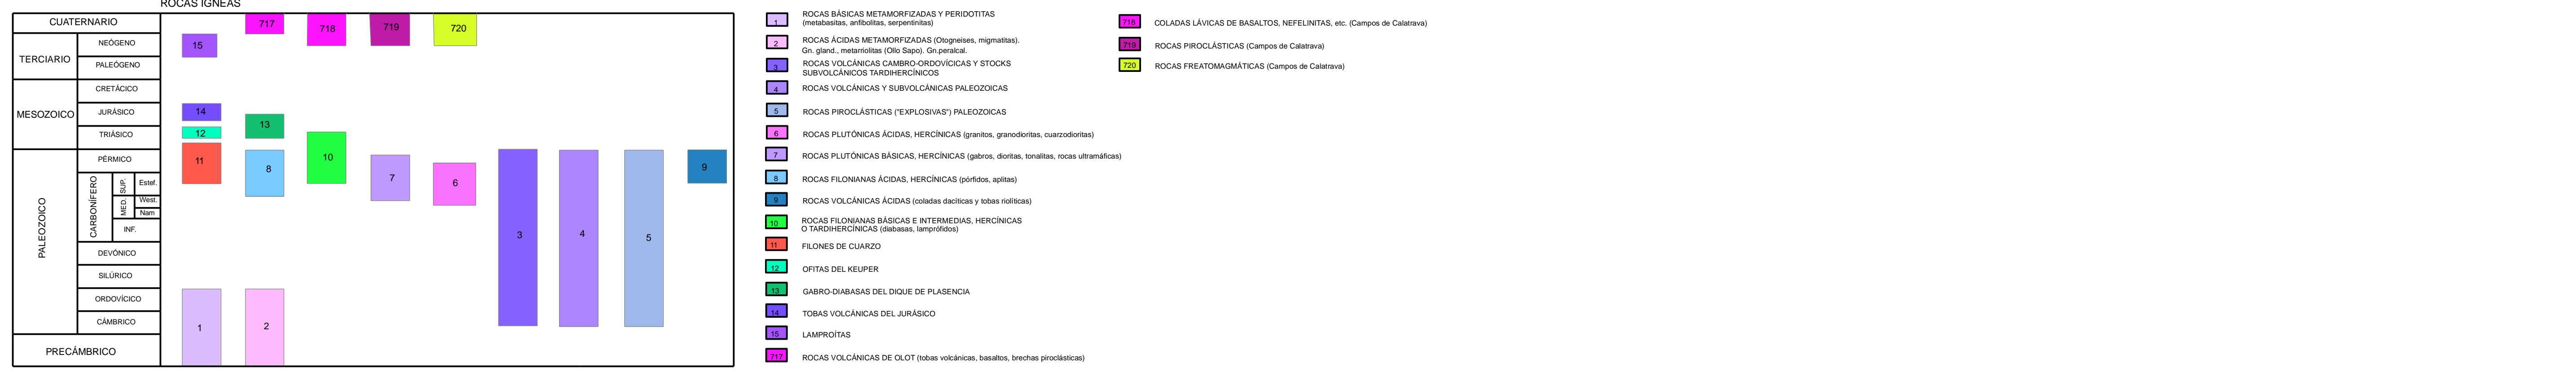 ROCAS IGNEAS
CUATERNARIO
TERCIARIO
NEÓGENO
PALEÓGENO
MESOZOICO
CRETÁCICO
JURÁSICO
TRIÁSICO
PALEOZOICO
PÉRMICO
CARBONÍFERO
SUP.
Estef.
MED.
West.
Nam
INF.
DEVÓNICO
SILÚRICO
ORDOVÍCICO
CÁMBRICO
PRECÁMBRICO
717
718
719
720
15
14
13
12
11
10
8
7
6
9
3
4
5
1
2
1 ROCAS BÁSICAS METAMORFIZADAS Y PERIDOTITAS
(metabasitas, anfibolitas, serpentinitas)
2 ROCAS ÁCIDAS METAMORFIZADAS (Otogneises, migmatitas).
Gn. gland., metarriolitas (Ollo Sapo). Gn.peralcal.
3 ROCAS VOLCÁNICAS CAMBRO-ORDOVÍCICAS Y STOCKS
SUBVOLCÁNICOS TARDIHERCÍNICOS
4 ROCAS VOLCÁNICAS Y SUBVOLCÁNICAS PALEOZOICAS
5 ROCAS PIROCLÁSTICAS ("EXPLOSIVAS") PALEOZOICAS
6 ROCAS PLUTÓNICAS ÁCIDAS, HERCÍNICAS (granitos, granodioritas, cuarzodioritas)
7 ROCAS PLUTÓNICAS BÁSICAS, HERCÍNICAS (gabros, dioritas, tonalitas, rocas ultramáficas)
8 ROCAS FILONIANAS ÁCIDAS, HERCÍNICAS (pórfidos, aplitas)
9 ROCAS VOLCÁNICAS ÁCIDAS (coladas dacíticas y tobas riolíticas)
10 ROCAS FILONIANAS BÁSICAS E INTERMEDIAS, HERCÍNICAS
O TARDIHERCÍNICAS (diabasas, lamprófidos)
11 FILONES DE CUARZO
12 OFITAS DEL KEUPER
13 GABRO-DIABASAS DEL DIQUE DE PLASENCIA
14 TOBAS VOLCÁNICAS DEL JURÁSICO
15 LAMPROÍTAS
717 ROCAS VOLCÁNICAS DE OLOT (tobas volcánicas, basaltos, brechas piroclásticas)
718 COLADAS LÁVICAS DE BASALTOS, NEFELINITAS, etc. (Campos de Calatrava)
719 ROCAS PIROCLÁSTICAS (Campos de Calatrava)
720 ROCAS FREATOMAGMÁTICAS (Campos de Calatrava)